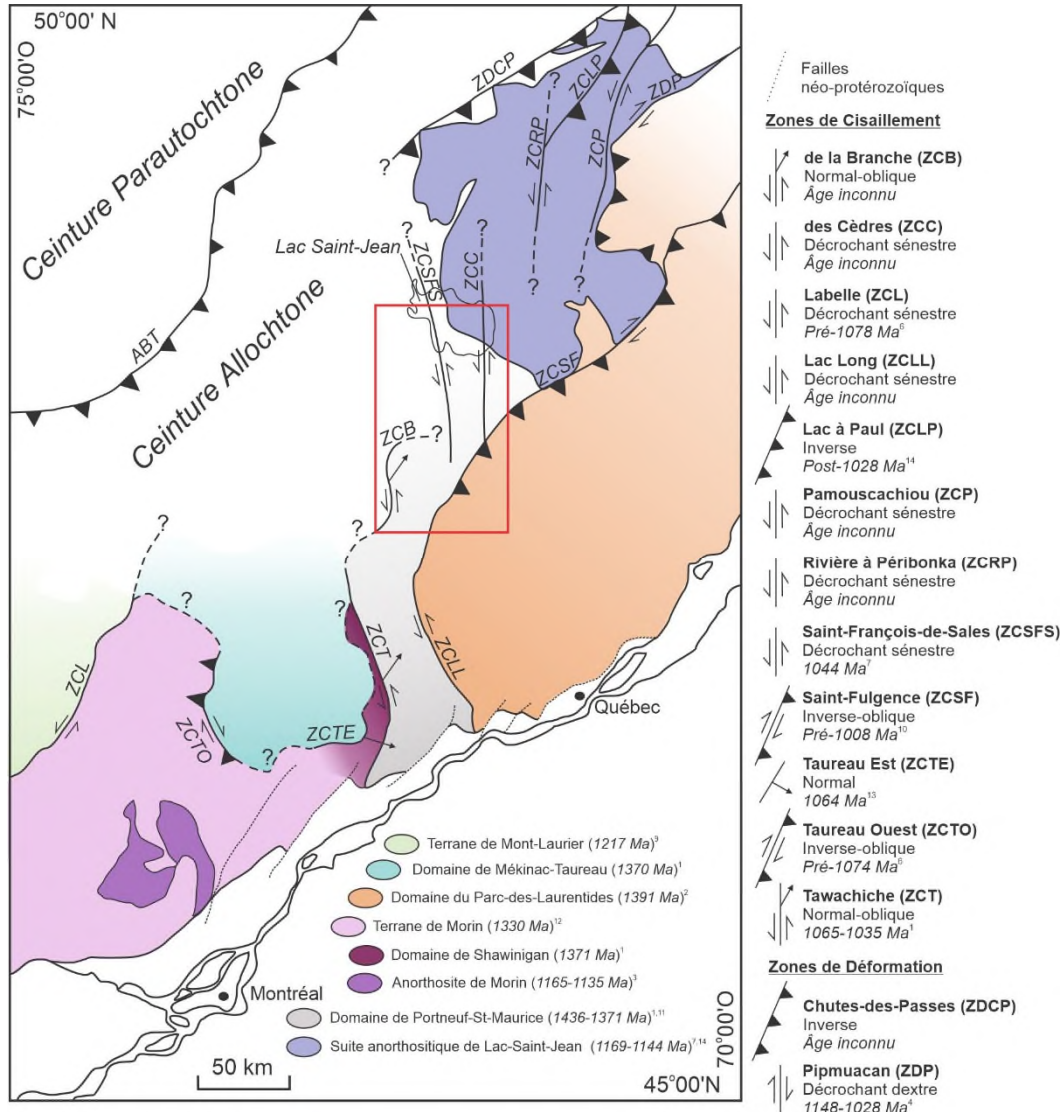 50°00' N
75°00'O
Ceinture Parautochtone
Ceinture Allochtone
ABT
ZDCP
ZCLP
ZDP
ZCRP
ZCP
?
?
?
Lac Saint-Jean
ZCSFS
ZCC
?
?
ZCSF
ZCB
?
?
?
?
?
ZCL
ZCTO
ZCT
ZCLL
ZCTE
?
Québec
Montréal
50 km
70°00'O
45°00'N
Terrane de Mont-Laurier (1217 Ma)⁹
Domaine de Mékinac-Taureau (1370 Ma)¹
Domaine du Parc-des-Laurentides (1391 Ma)²
Terrane de Morin (1330 Ma)¹²
Domaine de Shawinigan (1371 Ma)¹
Anorthosite de Morin (1165-1135 Ma)³
Domaine de Portneuf-St-Maurice (1436-1371 Ma)¹,¹¹
Suite anorthositique de Lac-Saint-Jean (1169-1144 Ma)⁷,¹⁴
Failles
néo-protérozoïques
Zones de Cisaillement
de la Branche (ZCB)
Normal-oblique
Âge inconnu
des Cèdres (ZCC)
Décrochant sénestre
Âge inconnu
Labelle (ZCL)
Décrochant sénestre
Pré-1078 Ma⁶
Lac Long (ZCLL)
Décrochant sénestre
Âge inconnu
Lac à Paul (ZCLP)
Inverse
Post-1028 Ma¹⁴
Pamouscachiou (ZCP)
Décrochant sénestre
Âge inconnu
Rivière à Péribonka (ZCRP)
Décrochant sénestre
Âge inconnu
Saint-François-de-Sales (ZCSFS)
Décrochant sénestre
1044 Ma⁷
Saint-Fulgence (ZCSF)
Inverse-oblique
Pré-1008 Ma¹⁰
Taureau Est (ZCTE)
Normal
1064 Ma¹³
Taureau Ouest (ZCTO)
Inverse-oblique
Pré-1074 Ma⁶
Tawachiche (ZCT)
Normal-oblique
1065-1035 Ma¹
Zones de Déformation
Chutes-des-Passes (ZDCP)
Inverse
Âge inconnu
Pipmuacan (ZDP)
Décrochant dextre
1148-1028 Ma⁴